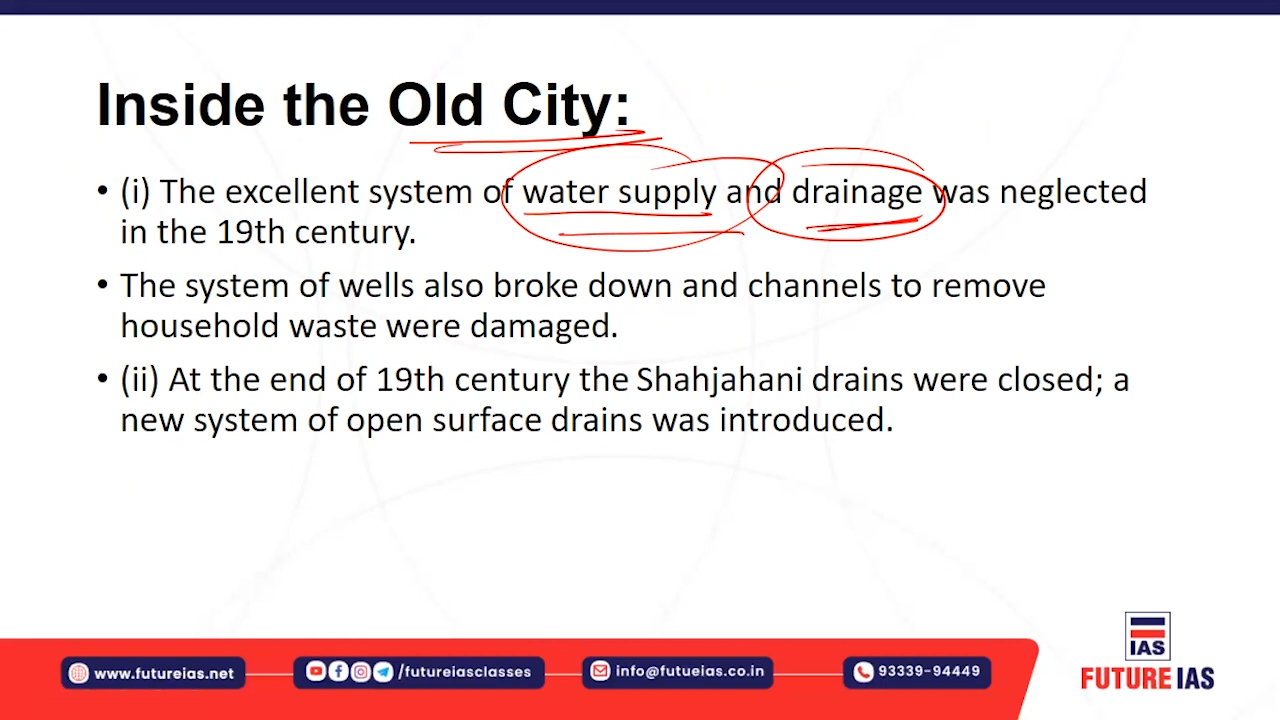 Inside the Old City:
• (i) The excellent system of water supply and drainage was neglected
in the 19th century.
• The system of wells also broke down and channels to remove
household waste were damaged.
• (ii) At the end of 19th century the Shahjahani drains were closed; a
new system of open surface drains was introduced.
IAS
FUTURE IAS
www.futureias.net
/futureiasclasses
info@futueias.co.in
93339-94449